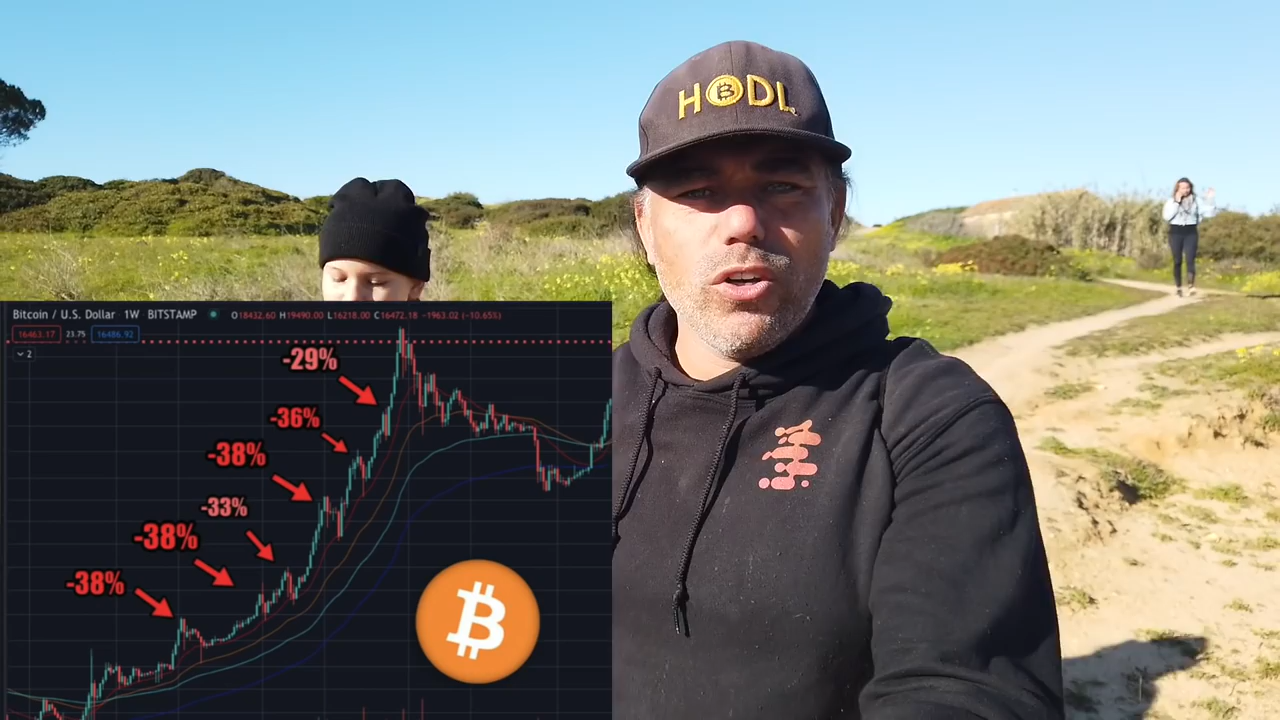 HODL
Bitcoin / U.S. Dollar 1W BITSTAMP O18432.60 H19490.00 L16218.00 C16472.18 −1963.02 (−10.65%)
16463.17 23.75 16486.92
2
-29%
-36%
-38%
-33%
-38%
-38%